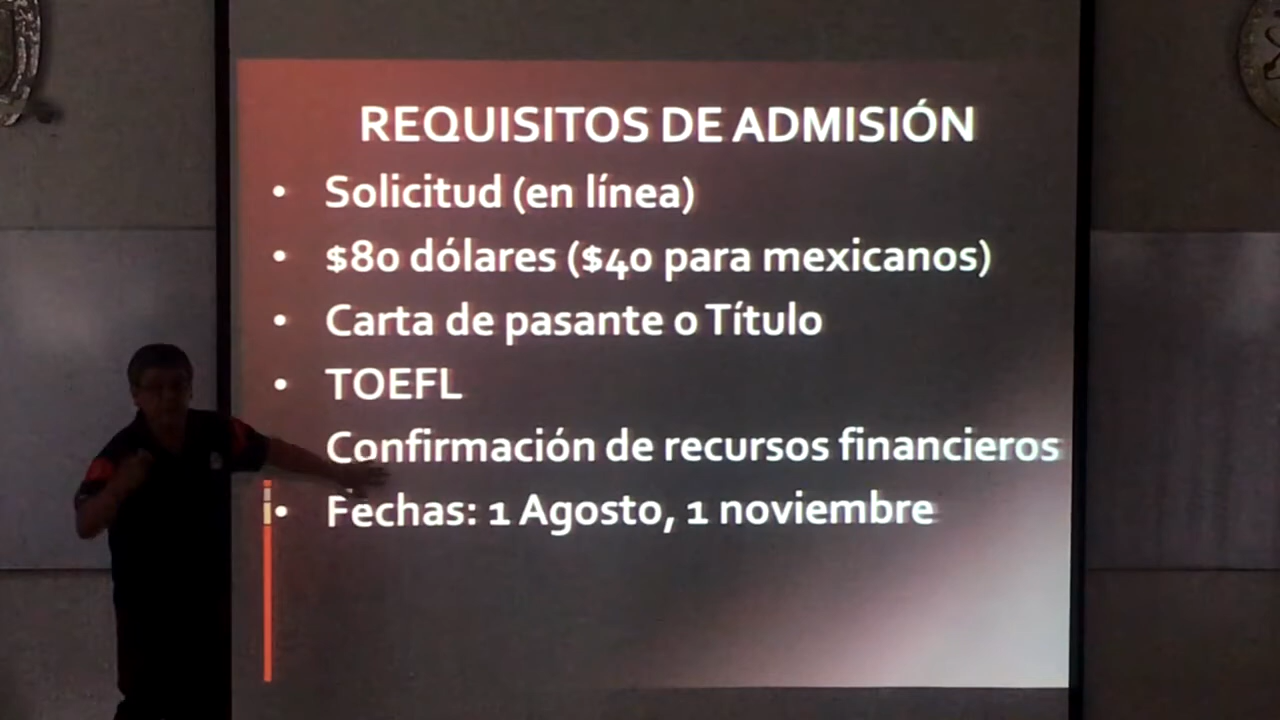 REQUISITOS DE ADMISIÓN
• Solicitud (en línea)
• $80 dólares ($40 para mexicanos)
• Carta de pasante o Título
• TOEFL
Confirmación de recursos financieros
• Fechas: 1 Agosto, 1 noviembre